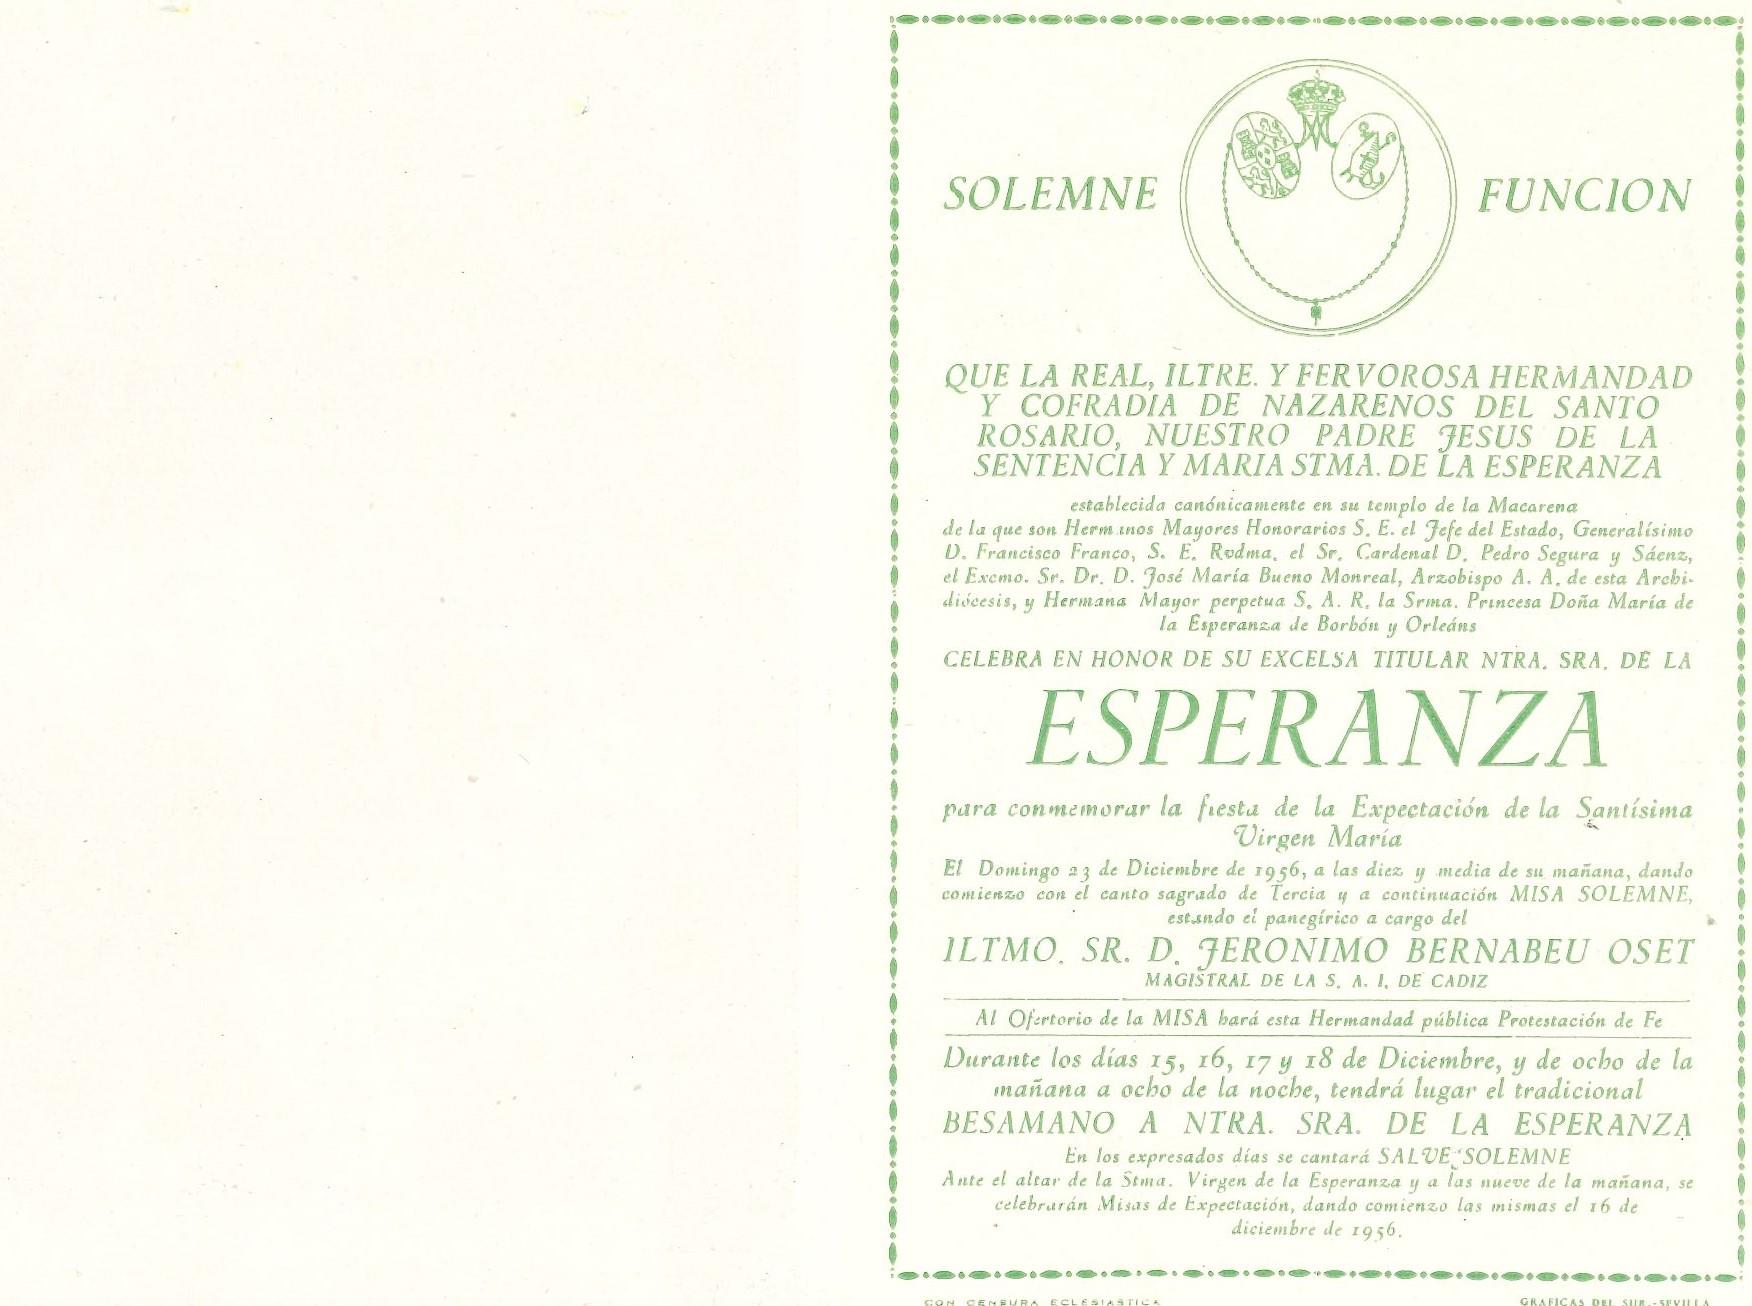 SOLEMNE FUNCION
QUE LA REAL, ILTRE. Y FERVOROSA HERMANDAD
Y COFRADIA DE NAZARENOS DEL SANTO
ROSARIO, NUESTRO PADRE JESUS DE LA
SENTENCIA Y MARIA STMA. DE LA ESPERANZA
establecida canónicamente en su templo de la Macarena
de la que son Hermanos Mayores Honorarios S. E. el Jefe del Estado, Generalísimo
D. Francisco Franco, S. E. Rvdma. el Sr. Cardenal D. Pedro Segura y Sáenz,
el Excmo. Sr. Dr. D. José María Bueno Monreal, Arzobispo A. A. de esta Archi-
diócesis, y Hermana Mayor perpetua S. A. R. la Srma. Princesa Doña María de
la Esperanza de Borbón y Orleáns
CELEBRA EN HONOR DE SU EXCELSA TITULAR NTRA. SRA. DE LA
ESPERANZA
para conmemorar la fiesta de la Expectación de la Santísima
Virgen María
El Domingo 23 de Diciembre de 1956, a las diez y media de su mañana, dando
comienzo con el canto sagrado de Tercia y a continuación MISA SOLEMNE,
estando el panegírico a cargo del
ILTMO. SR. D. JERONIMO BERNABEU OSET
MAGISTRAL DE LA S. A. I. DE CADIZ
Al Ofertorio de la MISA hará esta Hermandad pública Protestación de Fe
Durante los días 15, 16, 17 y 18 de Diciembre, y de ocho de la
mañana a ocho de la noche, tendrá lugar el tradicional
BESAMANO A NTRA. SRA. DE LA ESPERANZA
En los expresados días se cantará SALVE SOLEMNE
Ante el altar de la Stma. Virgen de la Esperanza y a las nueve de la mañana, se
celebrarán Misas de Expectación, dando comienzo las mismas el 16 de
diciembre de 1956.
CON CENSURA ECLESIASTICA
GRAFICAS DEL SUR.-SEVILLA